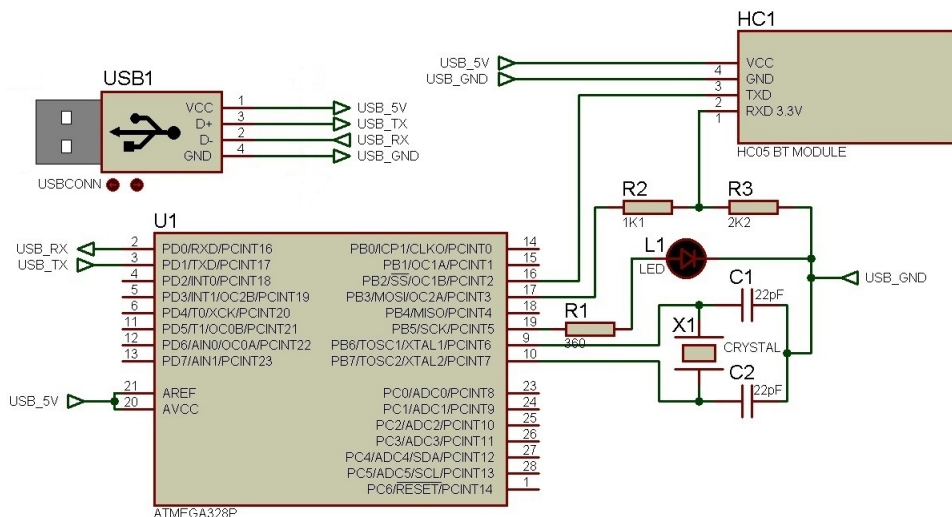 HC1
USB_5V
VCC
4
USB_GND
GND
3
TXD
2
RXD 3.3V
1
HC05 BT MODULE
USB1
VCC
1
USB_5V
D+
3
USB_TX
D-
2
USB_RX
GND
4
USB_GND
USBCONN
R2
1K1
R3
2K2
L1
LED
USB_GND
R1
360
C1
22pF
X1
CRYSTAL
C2
22pF
U1
USB_RX
2
PD0/RXD/PCINT16
USB_TX
3
PD1/TXD/PCINT17
4
PD2/INT0/PCINT18
5
PD3/INT1/OC2B/PCINT19
6
PD4/T0/XCK/PCINT20
11
PD5/T1/OC0B/PCINT21
12
PD6/AIN0/OC0A/PCINT22
13
PD7/AIN1/PCINT23
USB_5V
21
AREF
20
AVCC
PB0/ICP1/CLKO/PCINT0
14
PB1/OC1A/PCINT1
15
PB2/SS/OC1B/PCINT2
16
PB3/MOSI/OC2A/PCINT3
17
PB4/MISO/PCINT4
18
PB5/SCK/PCINT5
19
PB6/TOSC1/XTAL1/PCINT6
9
PB7/TOSC2/XTAL2/PCINT7
10
PC0/ADC0/PCINT8
23
PC1/ADC1/PCINT9
24
PC2/ADC2/PCINT10
25
PC3/ADC3/PCINT11
26
PC4/ADC4/SDA/PCINT12
27
PC5/ADC5/SCL/PCINT13
28
PC6/RESET/PCINT14
1
ATMEGA328P